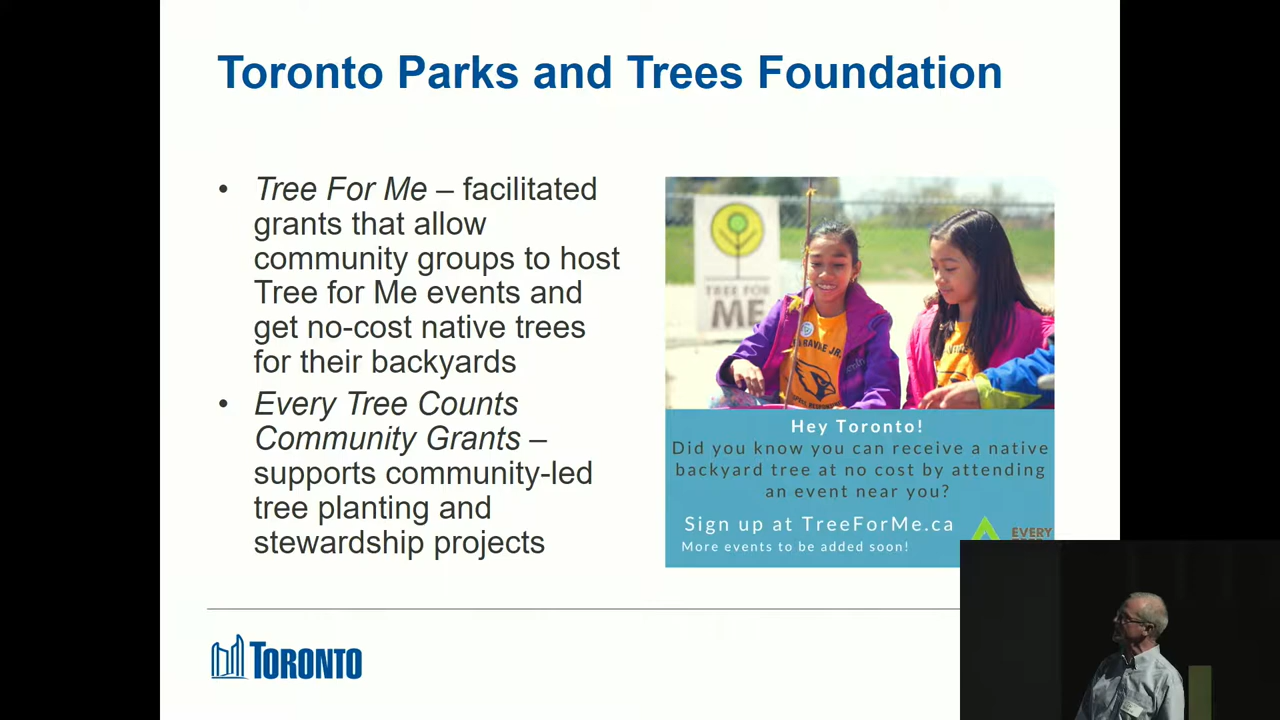 Toronto Parks and Trees Foundation
• Tree For Me – facilitated
grants that allow
community groups to host
Tree for Me events and
get no-cost native trees
for their backyards
• Every Tree Counts
Community Grants –
supports community-led
tree planting and
stewardship projects
TREE FOR
ME
Hey Toronto!
Did you know you can receive a native
backyard tree at no cost by attending
an event near you?
Sign up at TreeForMe.ca
More events to be added soon!
EVERY
TORONTO